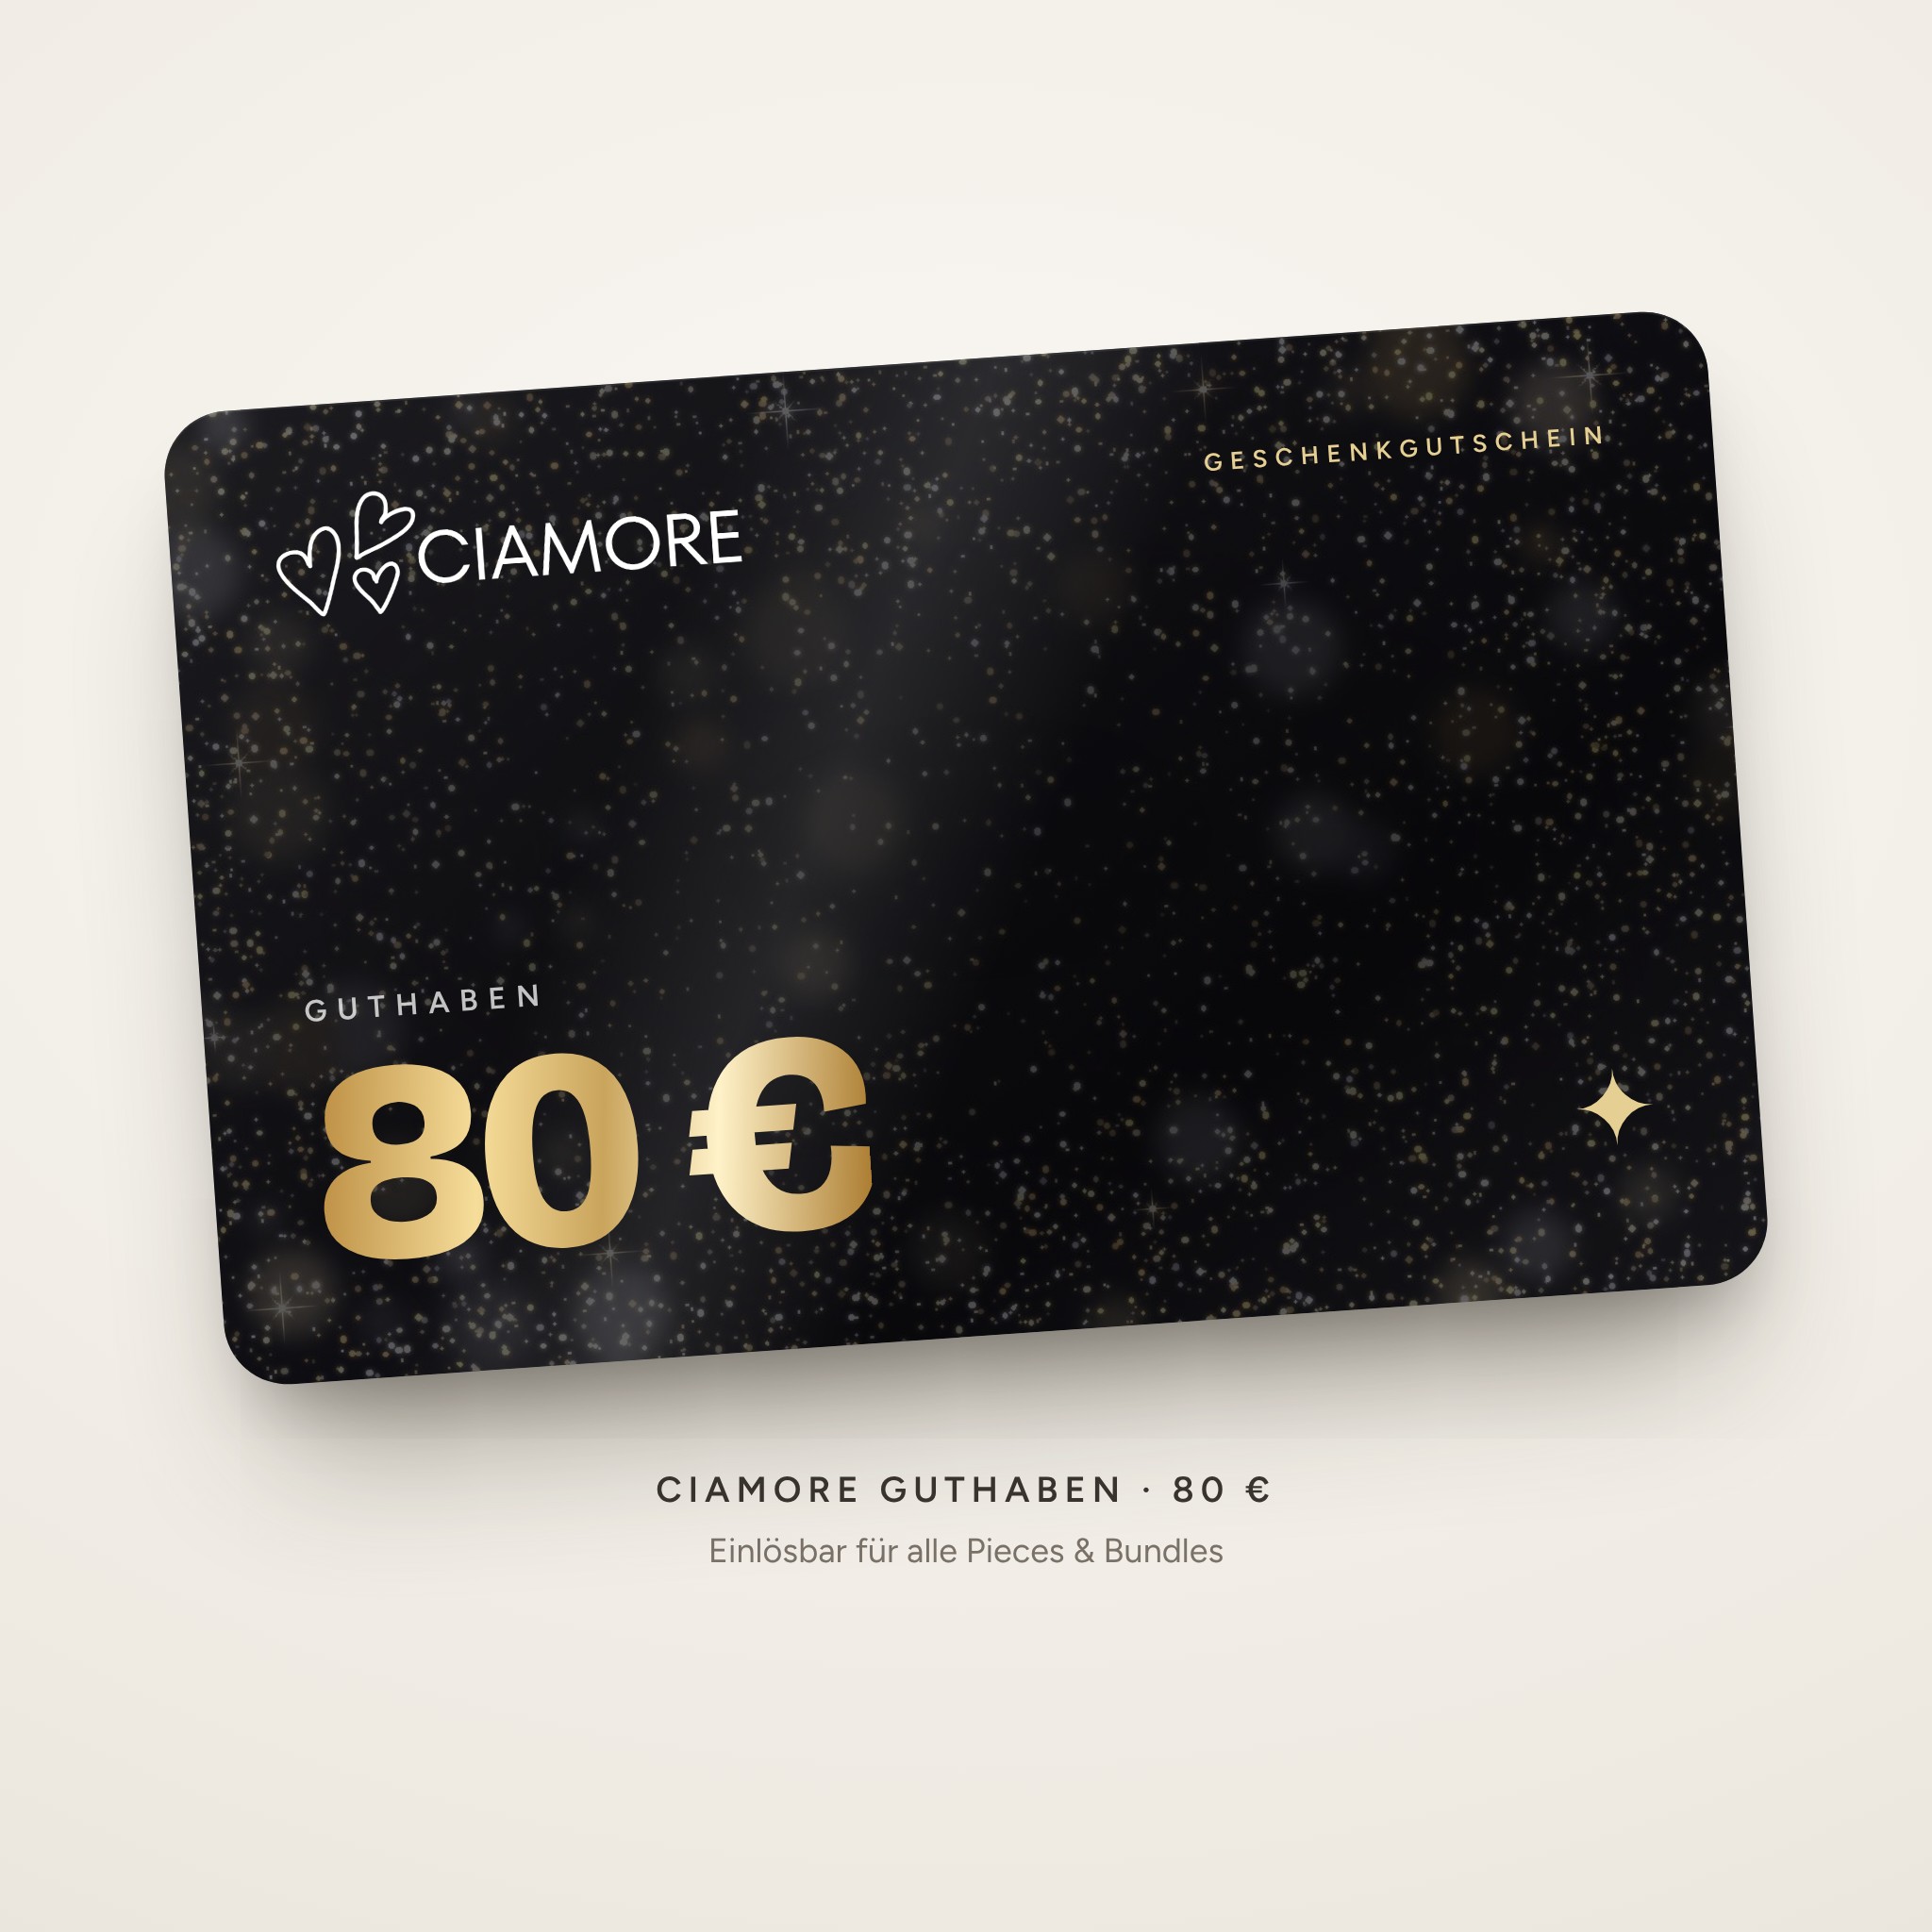 GESCHENKGUTSCHEIN
CIAMORE
GUTHABEN
80 €
CIAMORE GUTHABEN · 80 €
Einlösbar für alle Pieces & Bundles